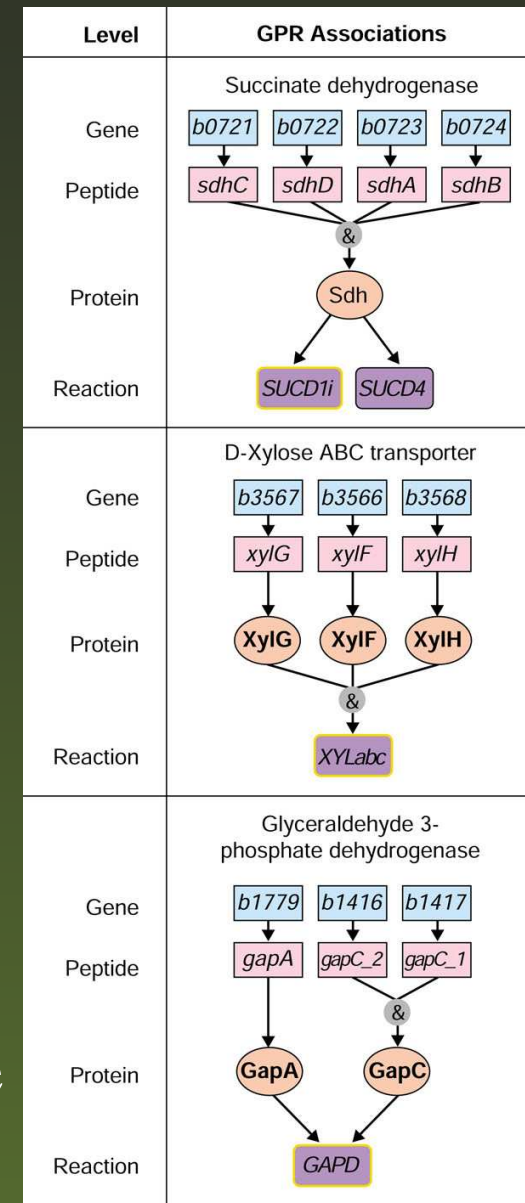 Level GPR Associations
Succinate dehydrogenase
Gene b0721 b0722 b0723 b0724
Peptide sdhC sdhD sdhA sdhB
&
Protein Sdh
Reaction SUCD1i SUCD4
D-Xylose ABC transporter
Gene b3567 b3566 b3568
Peptide xylG xylF xylH
Protein XylG XylF XylH
&
Reaction XYLabc
Glyceraldehyde 3-
phosphate dehydrogenase
Gene b1779 b1416 b1417
Peptide gapA gapC_2 gapC_1
&
Protein GapA GapC
Reaction GAPD